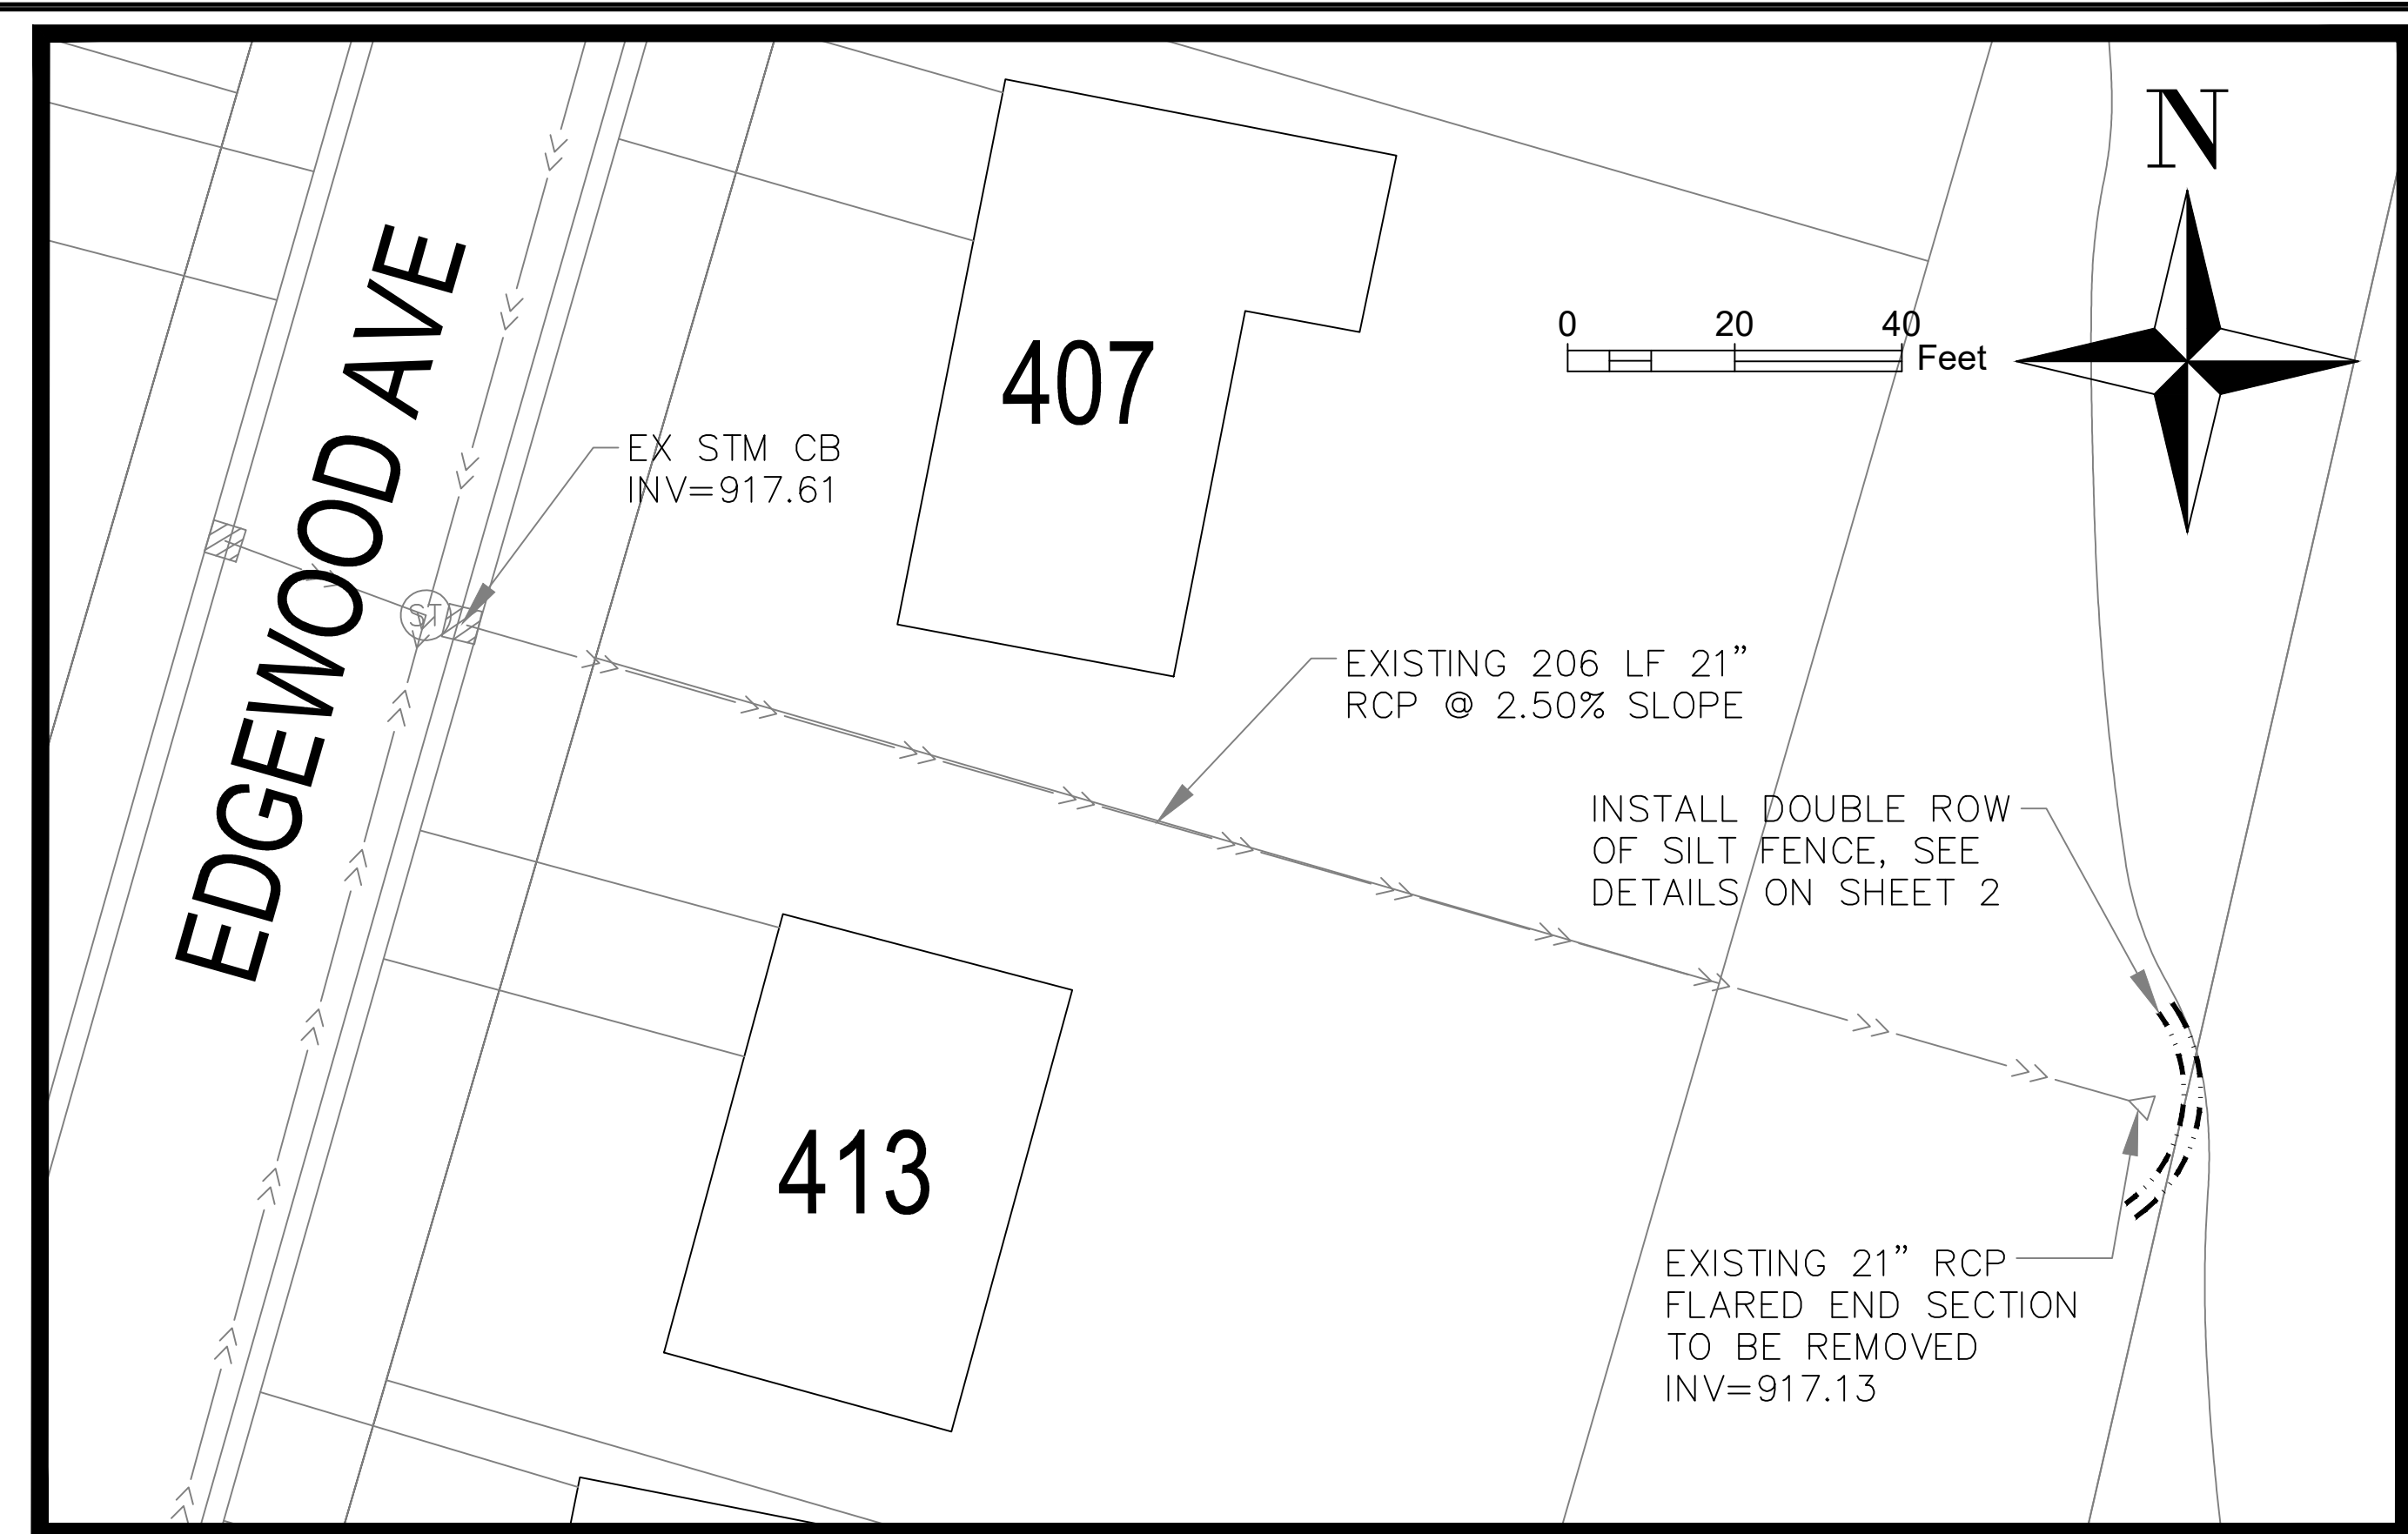 N
0 20 40
Feet
EDGEWOOD AVE
407
EX STM CB
INV=917.61
ST
EXISTING 206 LF 21”
RCP @ 2.50% SLOPE
INSTALL DOUBLE ROW
OF SILT FENCE, SEE
DETAILS ON SHEET 2
413
EXISTING 21” RCP
FLARED END SECTION
TO BE REMOVED
INV=917.13